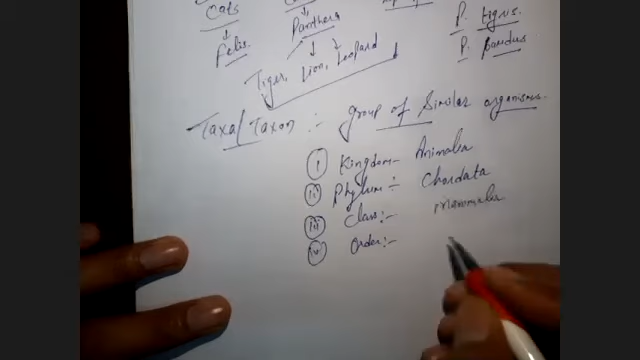 Cats
Felis.
Panthera
Tiger, Lion, Leopard
P. tigris
P. pardus
Taxa/Taxon :- Group of Similar organisms.
(i) Kingdom- Animalia
(ii) Phylum :- Chordata
(iii) Class:- Mammalia
(iv) Order:-